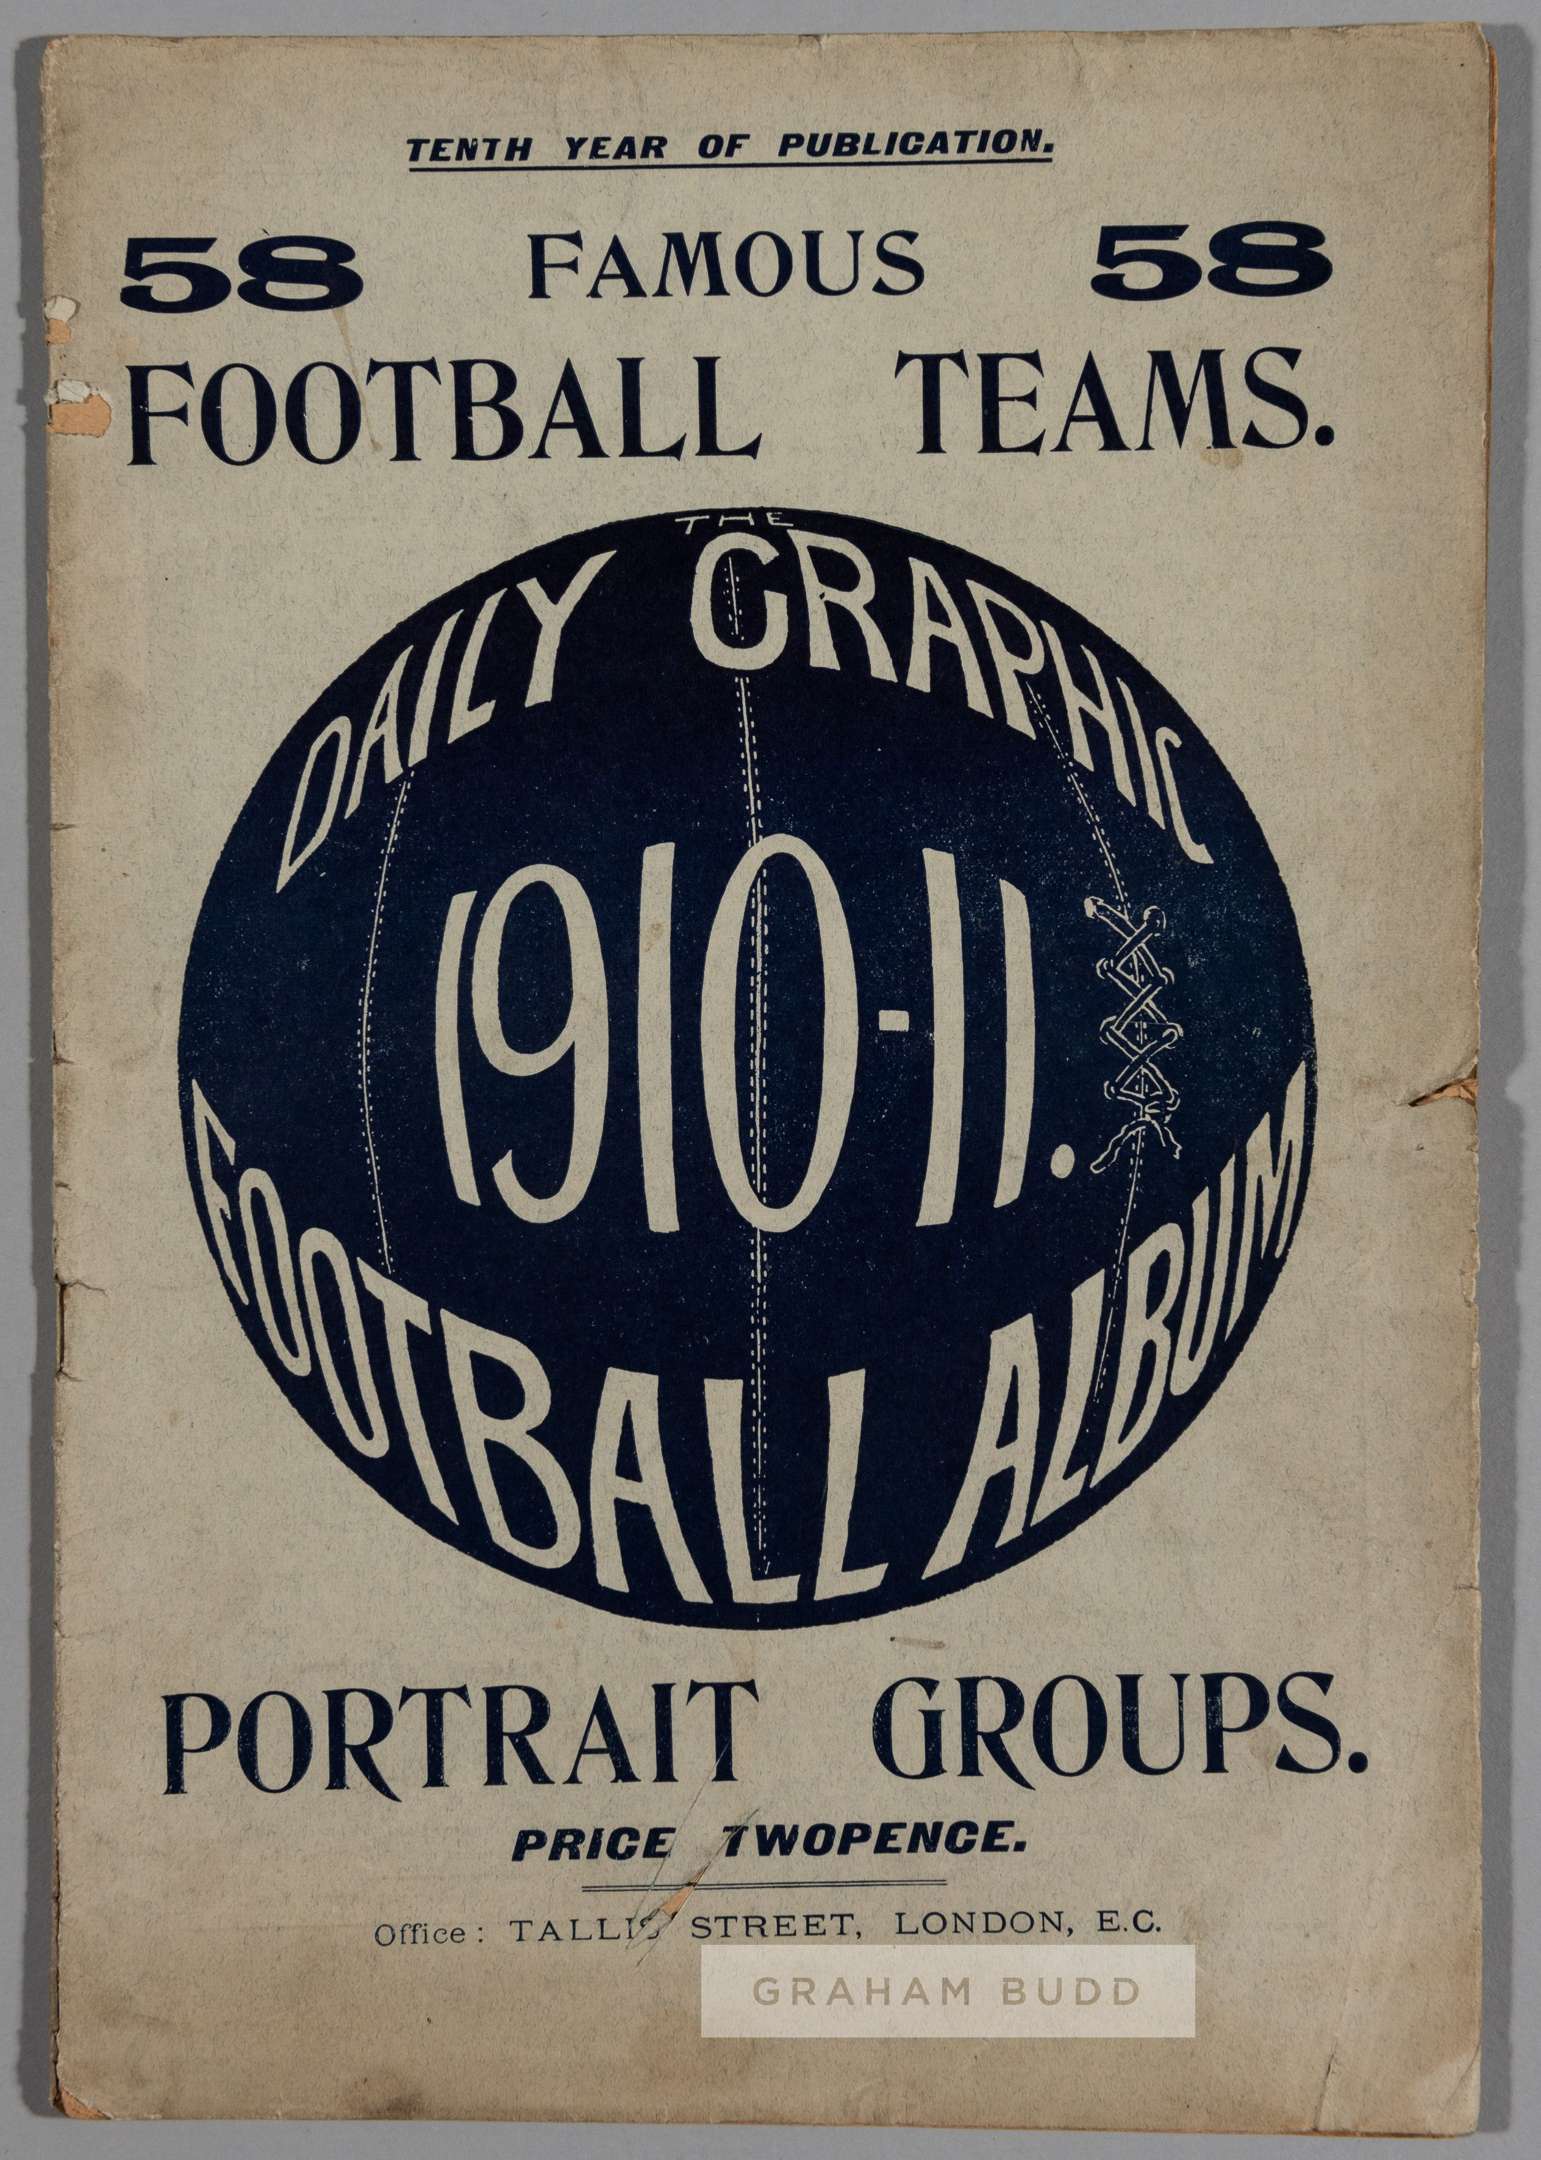 TENTH YEAR OF PUBLICATION.
58 FAMOUS 58
FOOTBALL TEAMS.
THE
DAILY GRAPHIC
1910-11.
FOOTBALL ALBUM
PORTRAIT GROUPS.
PRICE TWOPENCE.
Office: TALLIS STREET, LONDON, E.C.
GRAHAM BUDD